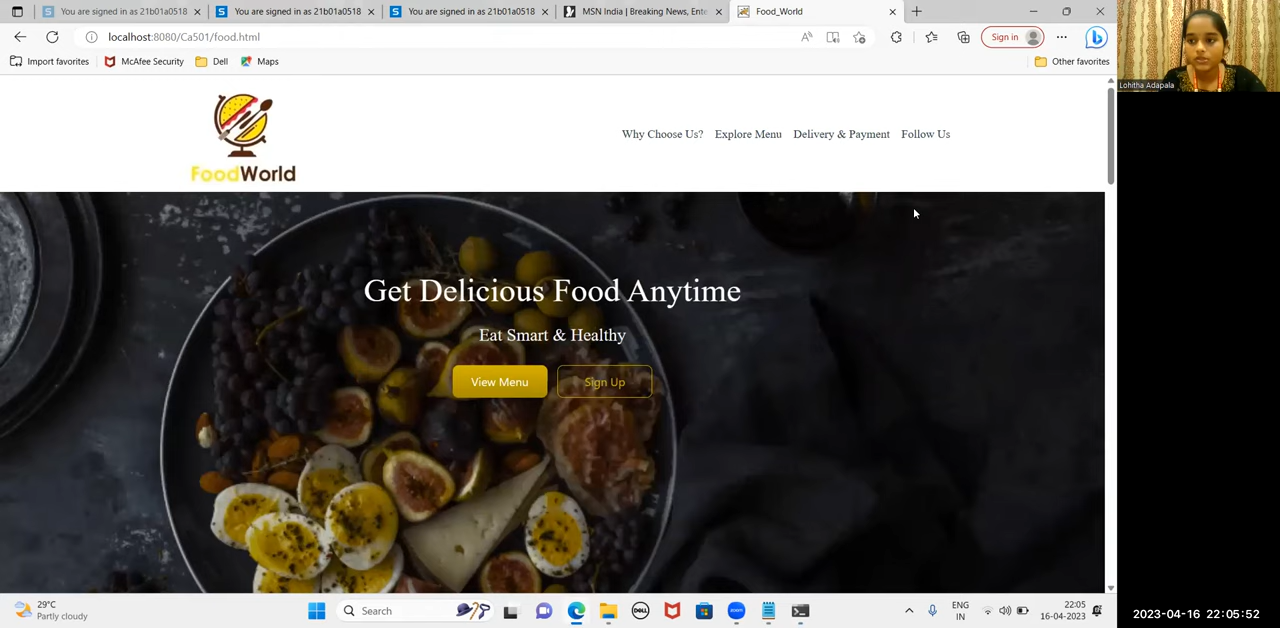 You are signed in as 21b01a0518
You are signed in as 21b01a0518
You are signed in as 21b01a0518
MSN India | Breaking News, Ente
Food_World
localhost:8080/Ca501/food.html
Sign in
Import favorites
McAfee Security
Dell
Maps
Other favorites
Lohitha Adapala
FoodWorld
Why Choose Us?
Explore Menu
Delivery & Payment
Follow Us
Get Delicious Food Anytime
Eat Smart & Healthy
View Menu
Sign Up
29°C
Partly cloudy
Search
DELL
zoom
ENG
IN
22:05
16-04-2023
2023-04-16 22:05:52